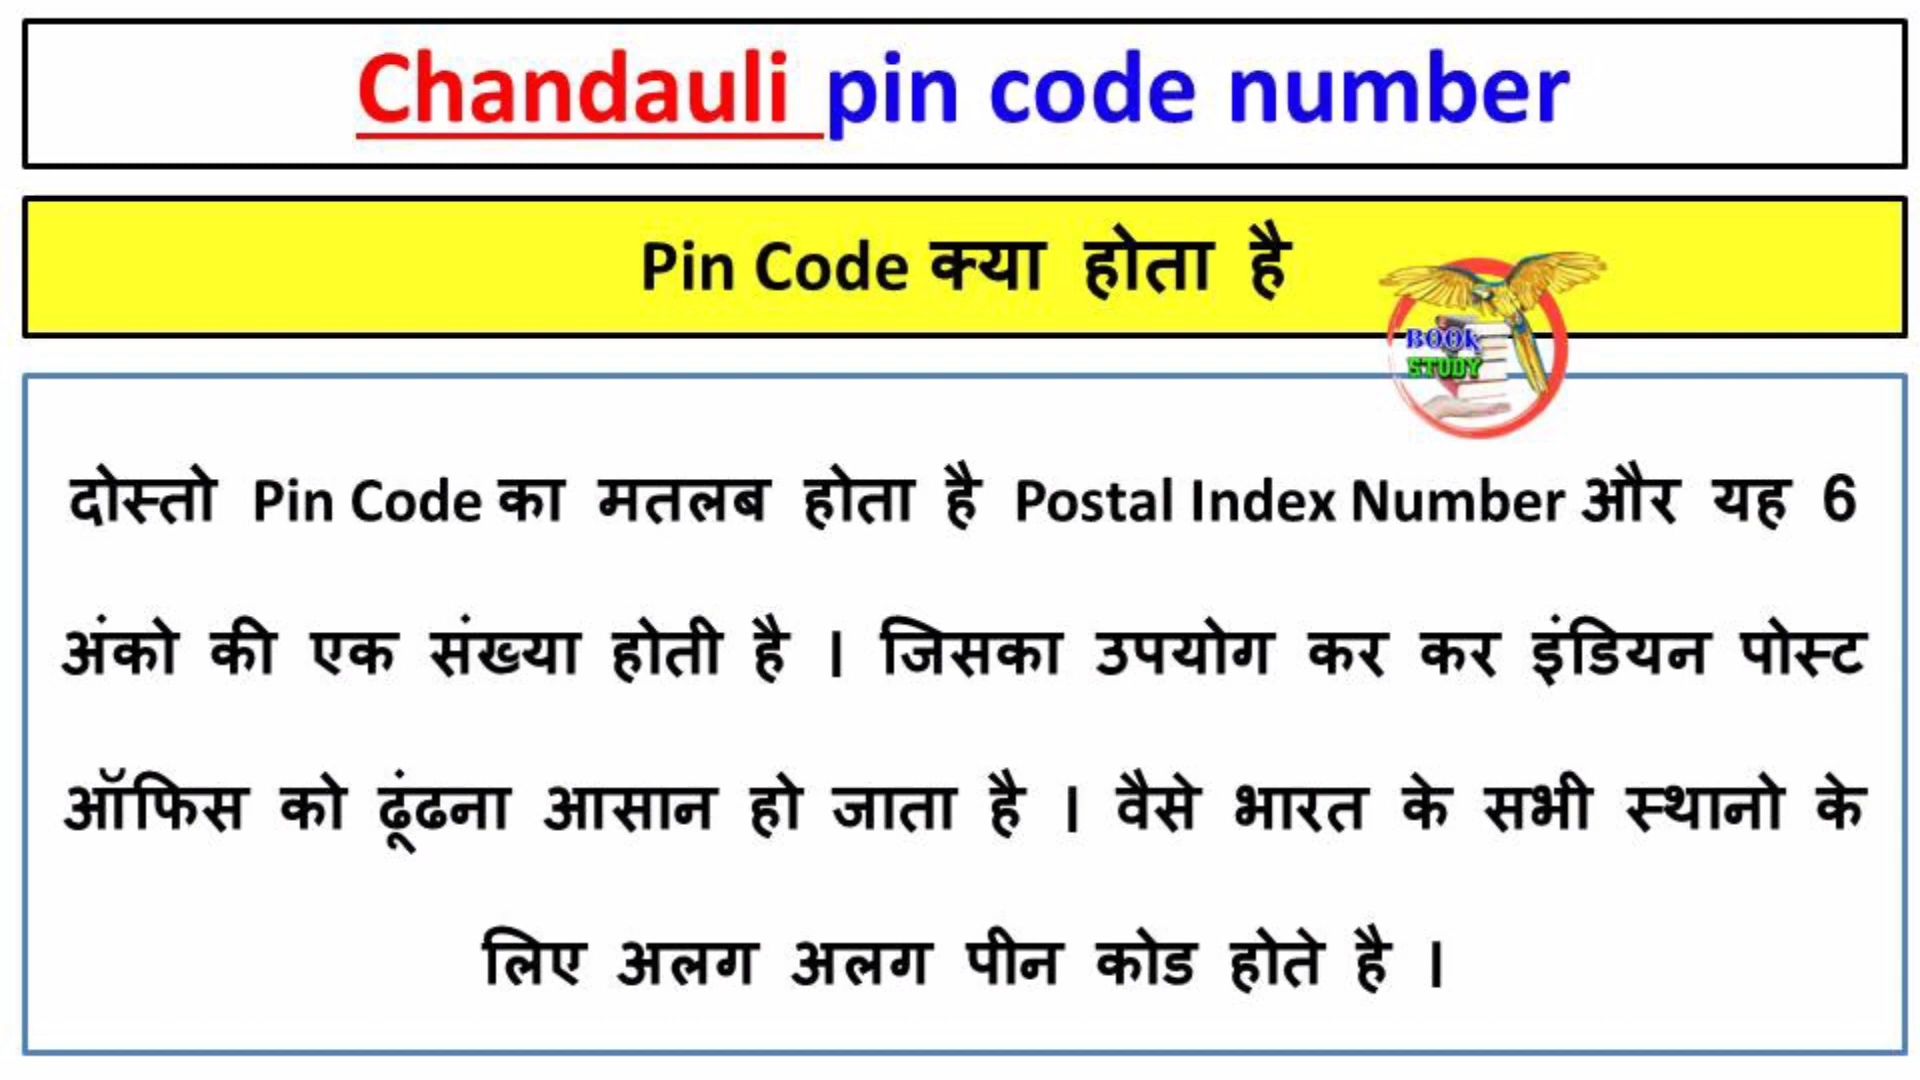 Chandauli pin code number
Pin Code क्या होता है
BOOK
STUDY
दोस्तो Pin Code का मतलब होता है Postal Index Number और यह 6
अंको की एक संख्या होती है । जिसका उपयोग कर कर इंडियन पोस्ट
ऑफिस को ढूंढना आसान हो जाता है । वैसे भारत के सभी स्थानो के
लिए अलग अलग पीन कोड होते है ।